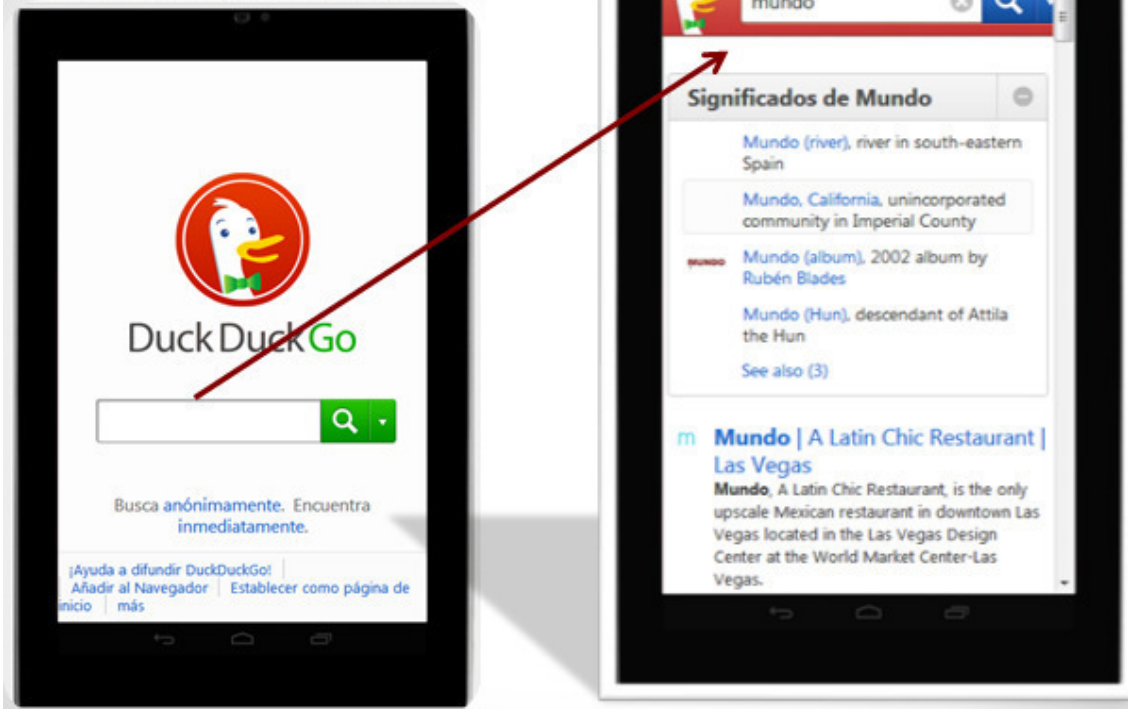 DuckDuckGo
Busca anónimamente. Encuentra
inmediatamente.
¡Ayuda a difundir DuckDuckGo!
Añadir al Navegador Establecer como página de
inicio más
mundo
Significados de Mundo
Mundo (river), river in south-eastern
Spain
Mundo, California, unincorporated
community in Imperial County
MUNDO
Mundo (album), 2002 album by
Rubén Blades
Mundo (Hun), descendant of Attila
the Hun
See also (3)
m Mundo | A Latin Chic Restaurant |
Las Vegas
Mundo, A Latin Chic Restaurant, is the only
upscale Mexican restaurant in downtown Las
Vegas located in the Las Vegas Design
Center at the World Market Center-Las
Vegas.